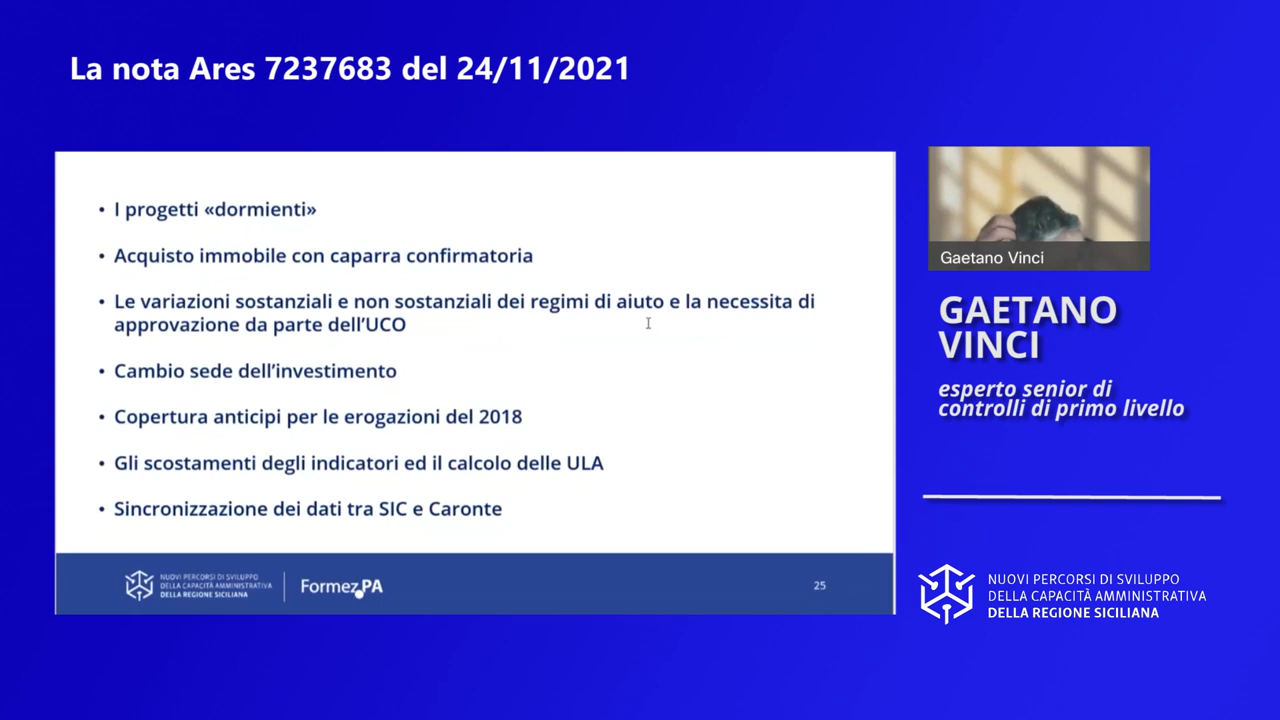 La nota Ares 7237683 del 24/11/2021
• I progetti «dormienti»
• Acquisto immobile con caparra confirmatoria
• Le variazioni sostanziali e non sostanziali dei regimi di aiuto e la necessita di
approvazione da parte dell’UCO
• Cambio sede dell’investimento
• Copertura anticipi per le erogazioni del 2018
• Gli scostamenti degli indicatori ed il calcolo delle ULA
• Sincronizzazione dei dati tra SIC e Caronte
NUOVI PERCORSI DI SVILUPPO
DELLA CAPACITÀ AMMINISTRATIVA
DELLA REGIONE SICILIANA
Formez PA
25
Gaetano Vinci
GAETANO
VINCI
esperto senior di
controlli di primo livello
NUOVI PERCORSI DI SVILUPPO
DELLA CAPACITÀ AMMINISTRATIVA
DELLA REGIONE SICILIANA